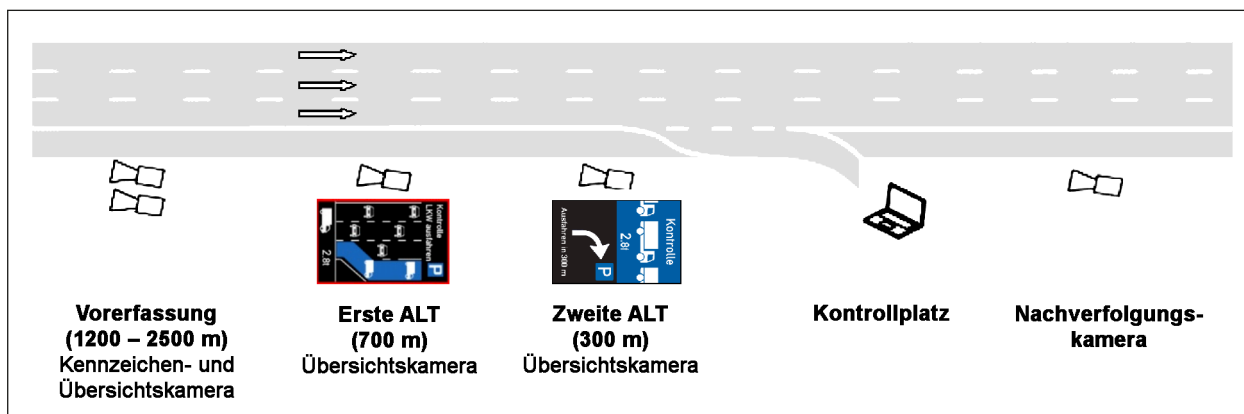 Kontrolle
LKW ausfahren
P
2.8t
Kontrolle
2.8t
Ausfahren in 300 m
P
Vorerfassung
(1200 – 2500 m)
Kennzeichen- und
Übersichtskamera
Erste ALT
(700 m)
Übersichtskamera
Zweite ALT
(300 m)
Übersichtskamera
Kontrollplatz
Nachverfolgungs-
kamera